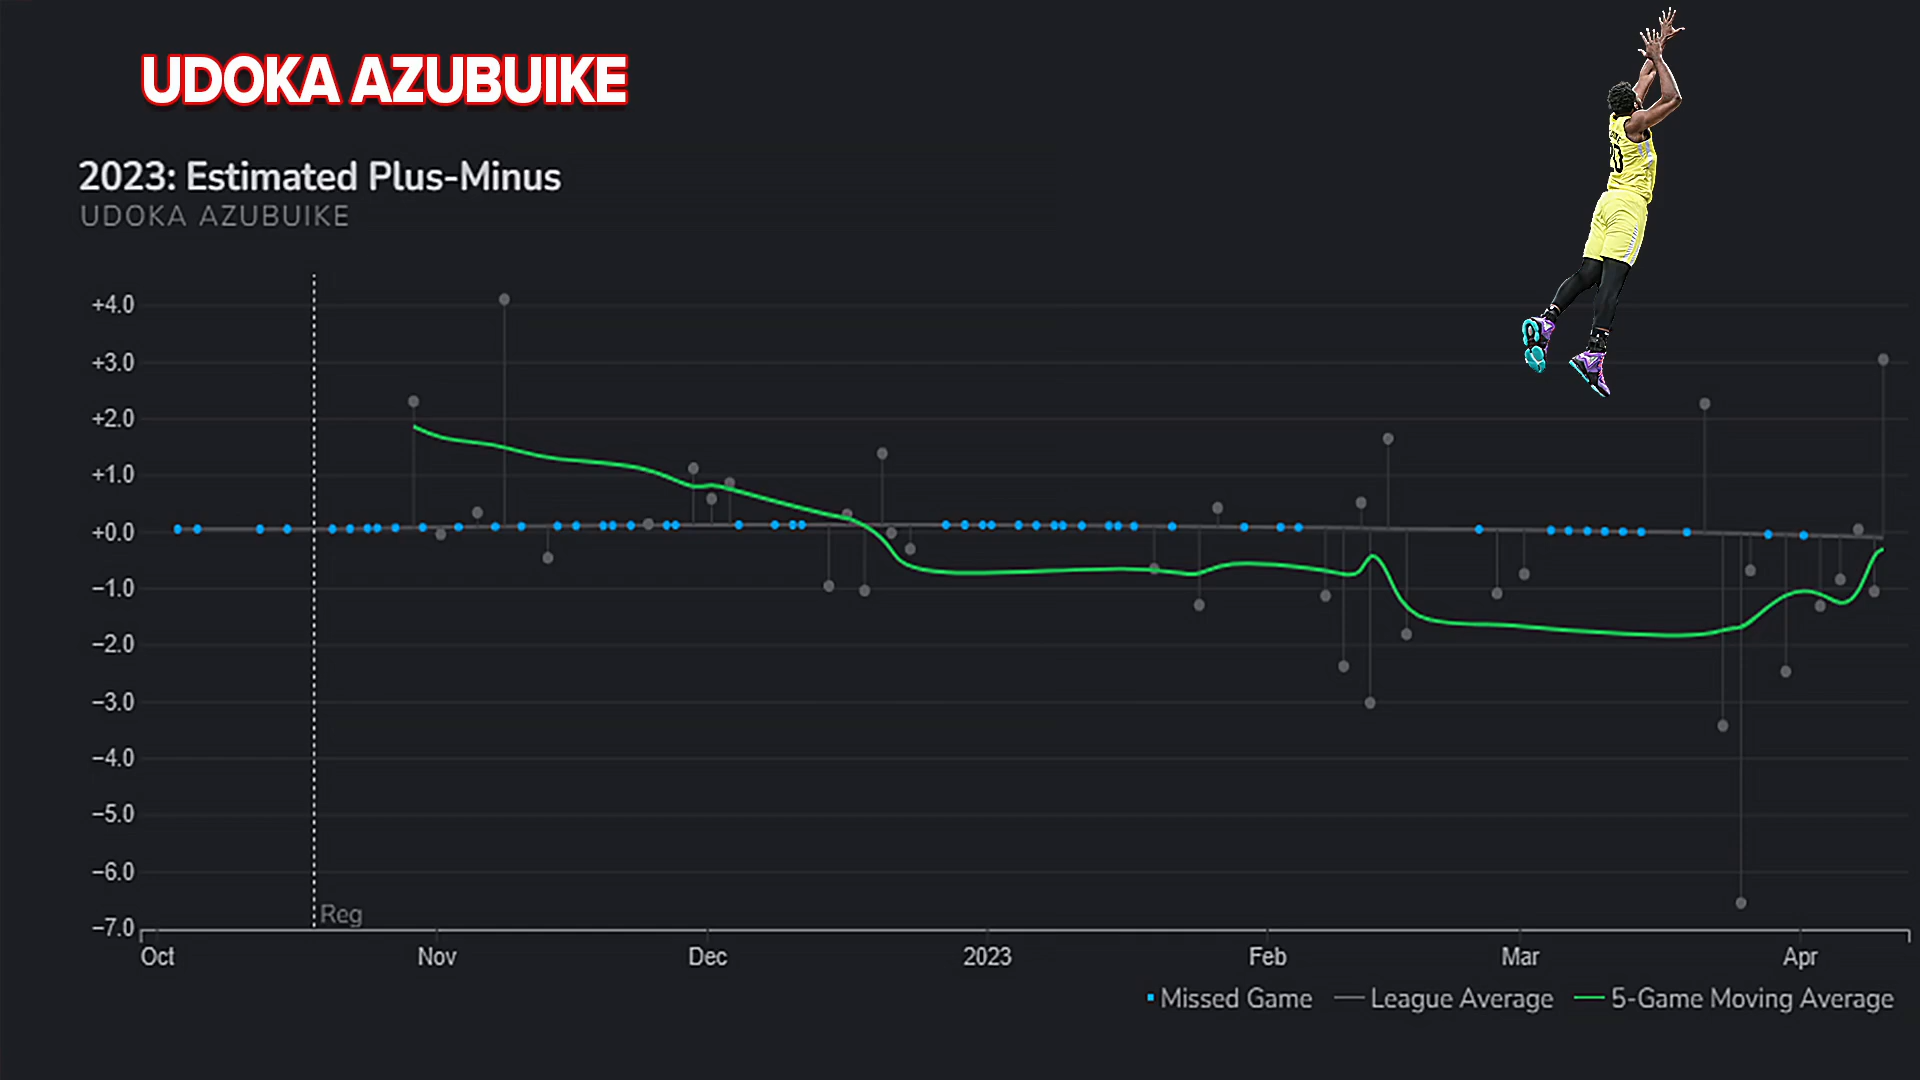 UDOKA AZUBUIKE
2023: Estimated Plus-Minus
UDOKA AZUBUIKE
+4.0
+3.0
+2.0
+1.0
+0.0
−1.0
−2.0
−3.0
−4.0
−5.0
−6.0
−7.0
Reg
Oct Nov Dec 2023 Feb Mar Apr
Missed Game League Average 5-Game Moving Average